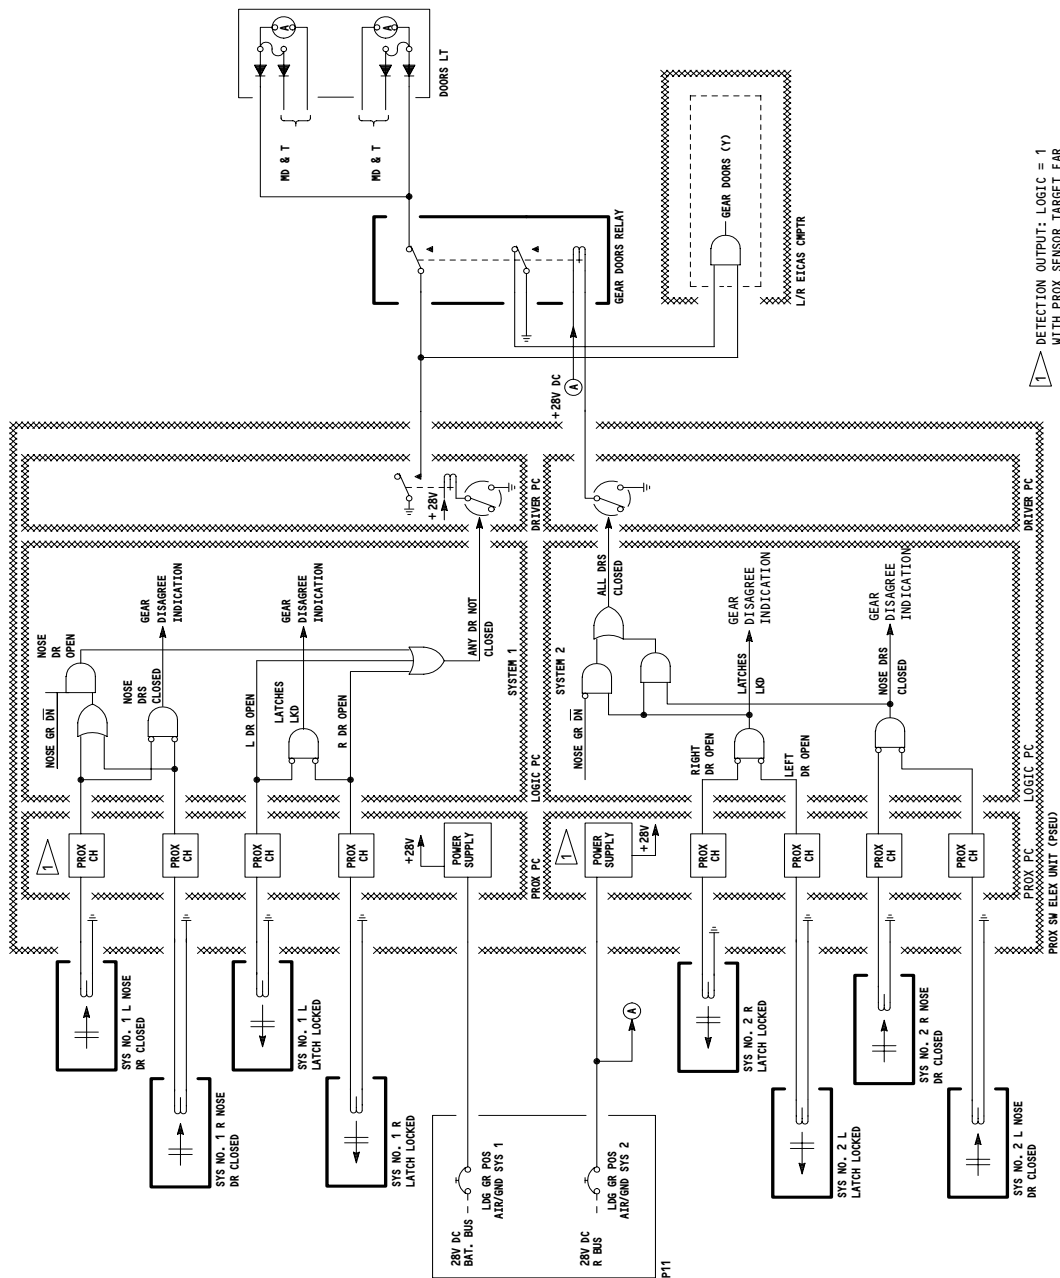 DOORS LT
A
A
MD & T
MD & T
GEAR DOORS RELAY
GEAR DOORS (Y)
L/R EICAS CMPTR
+28V DC
A
1
DETECTION OUTPUT: LOGIC = 1
WITH PROX SENSOR TARGET FAR
DRIVER PC
+28V
DRIVER PC
NOSE
DR
OPEN
NOSE GR DN
NOSE
DRS
CLOSED
GEAR
DISAGREE
INDICATION
L DR OPEN
LATCHES
LKD
R DR OPEN
GEAR
DISAGREE
INDICATION
ANY DR NOT
CLOSED
SYSTEM 1
LOGIC PC
SYSTEM 2
ALL DRS
CLOSED
NOSE GR DN
RIGHT
DR OPEN
LEFT
DR OPEN
LATCHES
LKD
GEAR
DISAGREE
INDICATION
NOSE DRS
CLOSED
GEAR
DISAGREE
INDICATION
LOGIC PC
1
PROX
CH
PROX
CH
PROX
CH
PROX
CH
+28V
POWER
SUPPLY
PROX PC
1
POWER
SUPPLY
+28V
PROX
CH
PROX
CH
PROX
CH
PROX
CH
PROX PC
PROX SW ELEX UNIT (PSEU)
SYS NO. 1 L NOSE
DR CLOSED
SYS NO. 1 R NOSE
DR CLOSED
SYS NO. 1 L
LATCH LOCKED
SYS NO. 1 R
LATCH LOCKED
A
SYS NO. 2 R
LATCH LOCKED
SYS NO. 2 L
LATCH LOCKED
SYS NO. 2 R NOSE
DR CLOSED
SYS NO. 2 L NOSE
DR CLOSED
28V DC
BAT. BUS
LDG GR POS
AIR/GND SYS 1
28V DC
R BUS
LDG GR POS
AIR/GND SYS 2
P11